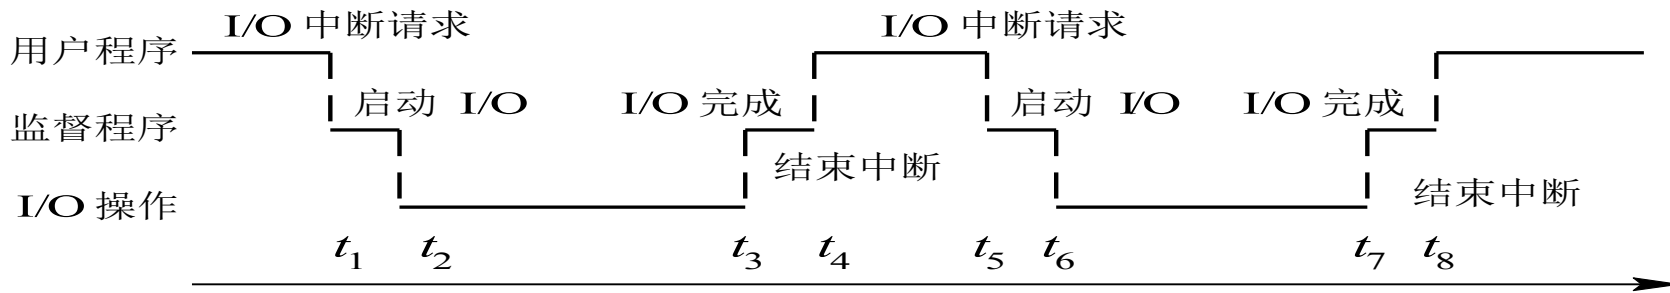 I/O 中断请求 I/O 中断请求
用户程序
启动 I/O I/O 完成 启动 I/O I/O 完成
监督程序
结束中断 结束中断
I/O 操作
t1 t2 t3 t4 t5 t6 t7 t8